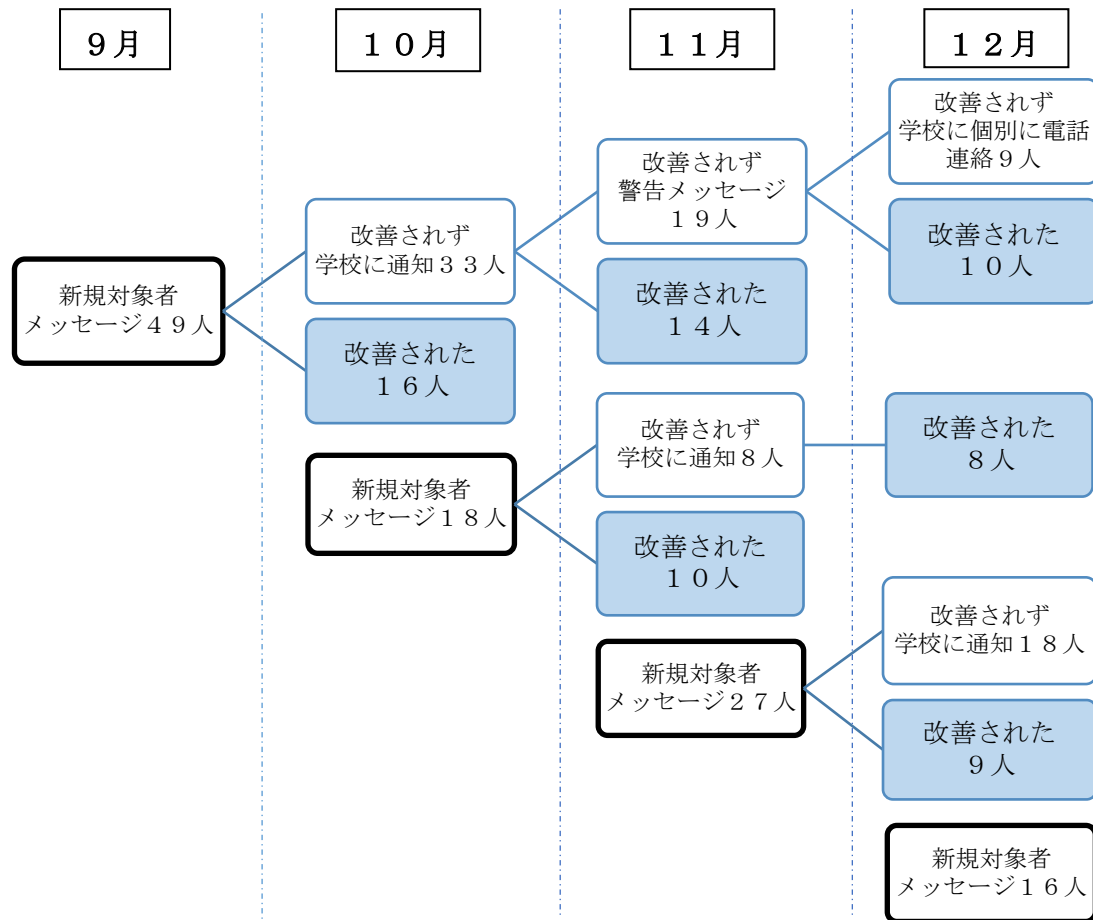 ９月
１０月
１１月
１２月
新規対象者
メッセージ４９人
改善されず
学校に通知３３人
改善された
１６人
新規対象者
メッセージ１８人
改善されず
警告メッセージ
１９人
改善された
１４人
改善されず
学校に通知８人
改善された
１０人
新規対象者
メッセージ２７人
改善されず
学校に個別に電話
連絡９人
改善された
１０人
改善された
８人
改善されず
学校に通知１８人
改善された
９人
新規対象者
メッセージ１６人